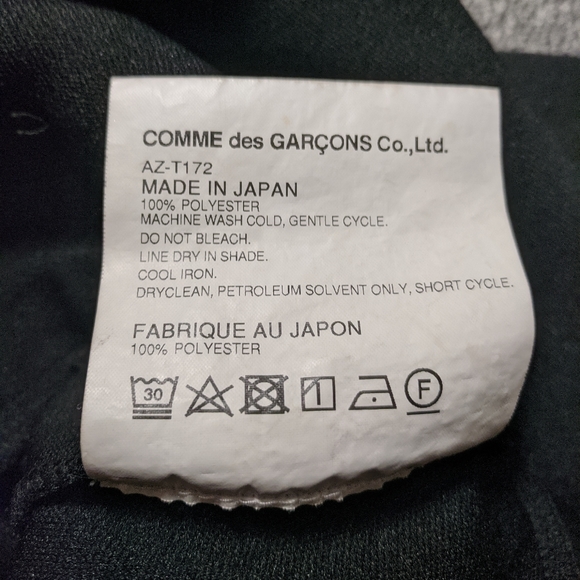 COMME des GARÇONS Co.,Ltd.
AZ-T172
MADE IN JAPAN
100% POLYESTER
MACHINE WASH COLD, GENTLE CYCLE.
DO NOT BLEACH.
LINE DRY IN SHADE.
COOL IRON.
DRYCLEAN, PETROLEUM SOLVENT ONLY, SHORT CYCLE.
FABRIQUE AU JAPON
100% POLYESTER
30 F